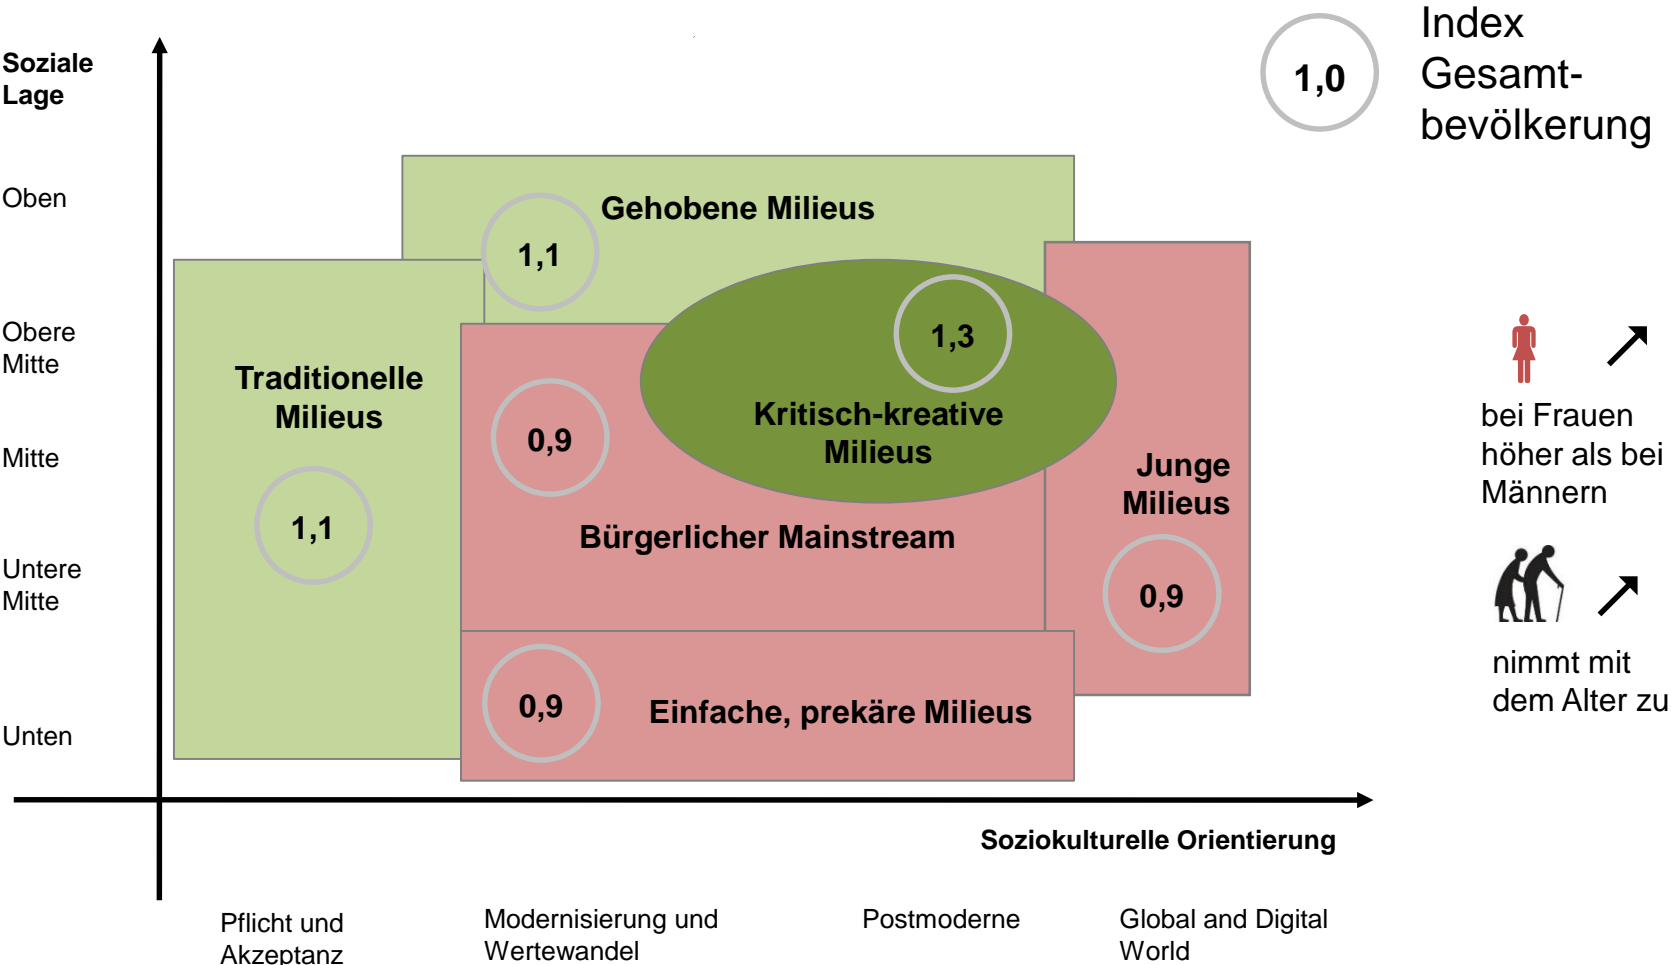 Index
Gesamt-
bevölkerung
1,0
Soziale
Lage
Oben
Obere
Mitte
Mitte
Untere
Mitte
Unten
Gehobene Milieus
1,1
1,3
Kritisch-kreative
Milieus
Traditionelle
Milieus
1,1
0,9
Bürgerlicher Mainstream
Junge
Milieus
0,9
0,9
Einfache, prekäre Milieus
bei Frauen
höher als bei
Männern
nimmt mit
dem Alter zu
Soziokulturelle Orientierung
Pflicht und
Akzeptanz
Modernisierung und
Wertewandel
Postmoderne
Global and Digital
World